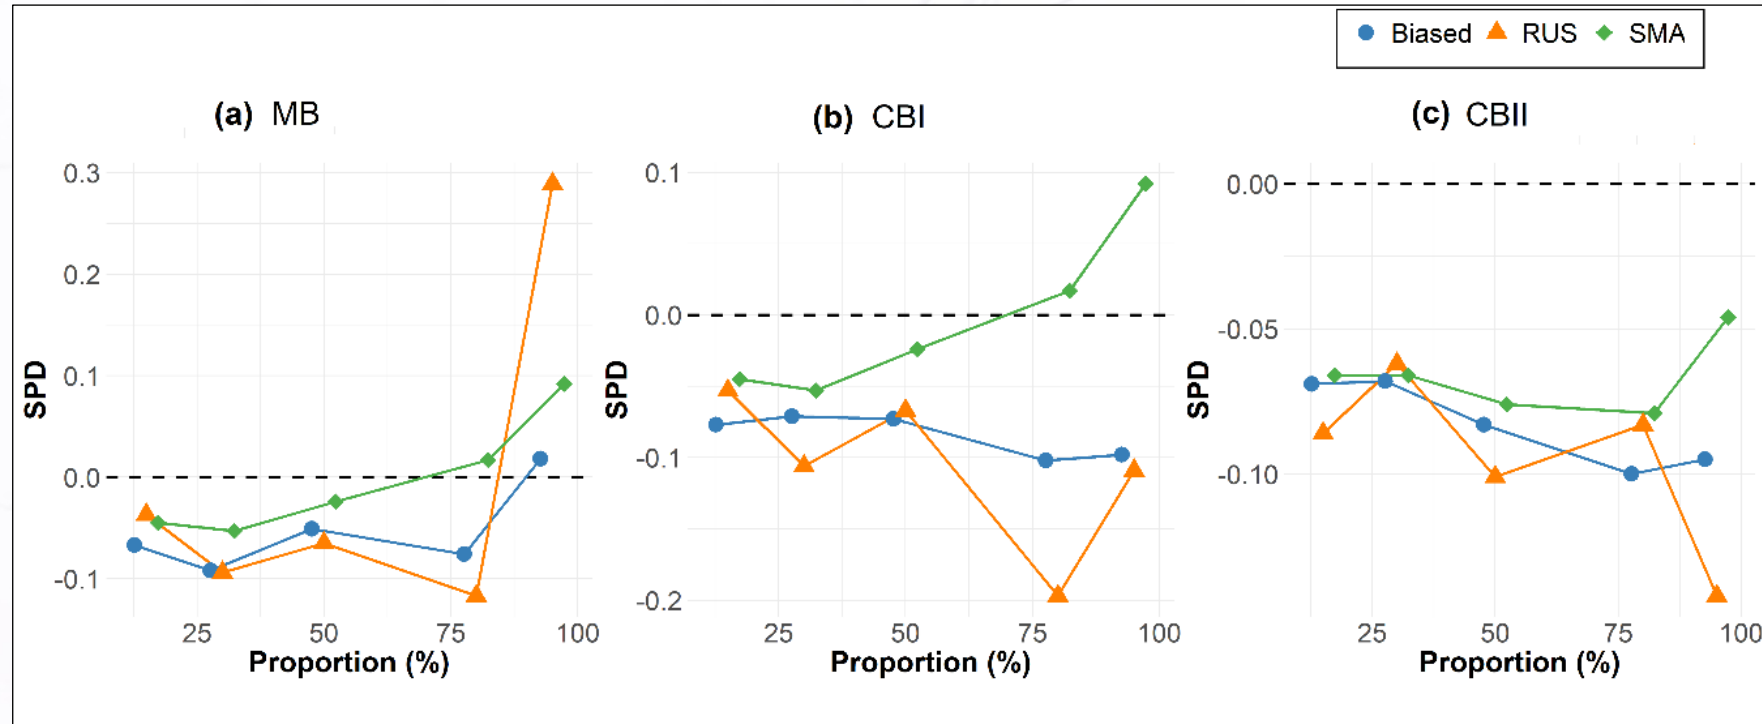 Biased RUS SMA
(a) MB
(b) CBI
(c) CBII
SPD
0.3
0.2
0.1
0.0
-0.1
25 50 75 100
Proportion (%)
SPD
0.1
0.0
-0.1
-0.2
25 50 75 100
Proportion (%)
SPD
0.00
-0.05
-0.10
25 50 75 100
Proportion (%)